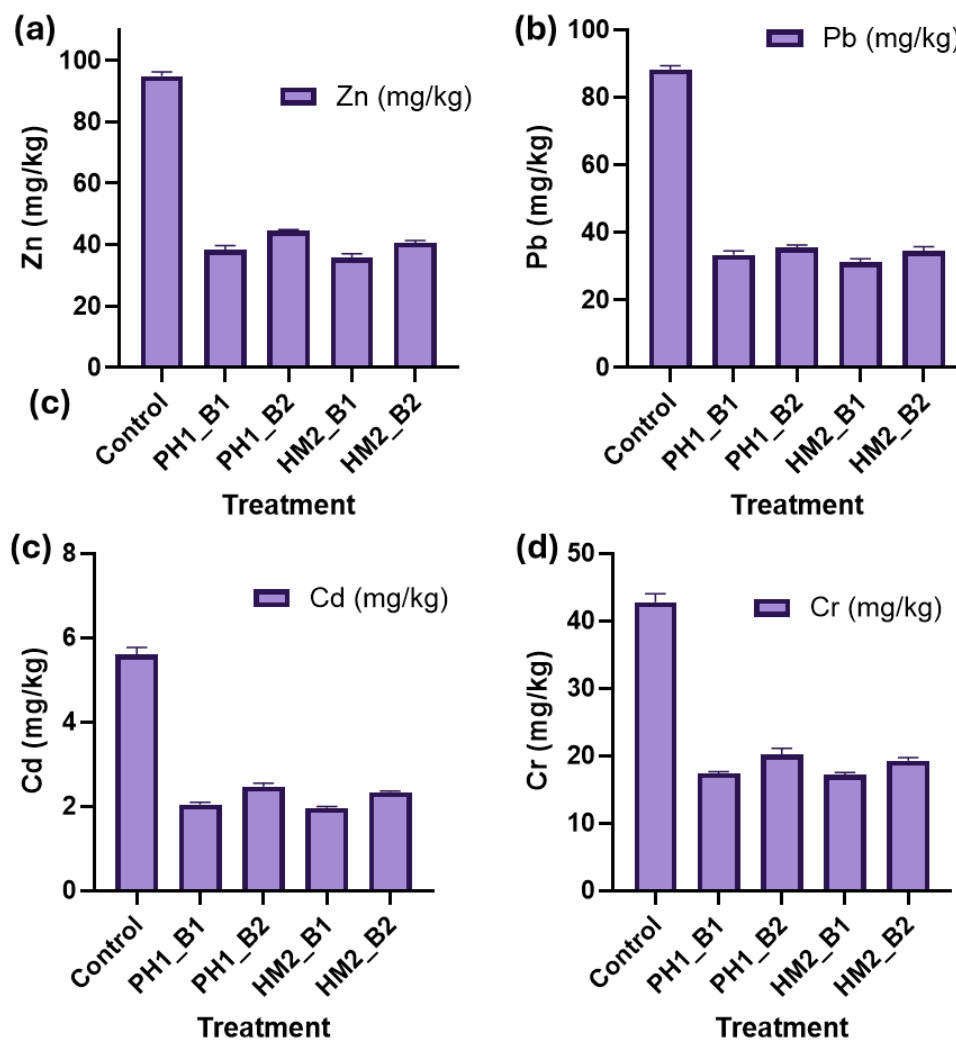 (a)
Zn (mg/kg)
Zn (mg/kg)
100
80
60
40
20
0
Control
PH1_B1
PH1_B2
HM2_B1
HM2_B2
Treatment
(b)
Pb (mg/kg)
Pb (mg/kg)
100
80
60
40
20
0
Control
PH1_B1
PH1_B2
HM2_B1
HM2_B2
Treatment
(c)
(c)
Cd (mg/kg)
Cd (mg/kg)
8
6
4
2
0
Control
PH1_B1
PH1_B2
HM2_B1
HM2_B2
Treatment
(d)
Cr (mg/kg)
Cr (mg/kg)
50
40
30
20
10
0
Control
PH1_B1
PH1_B2
HM2_B1
HM2_B2
Treatment